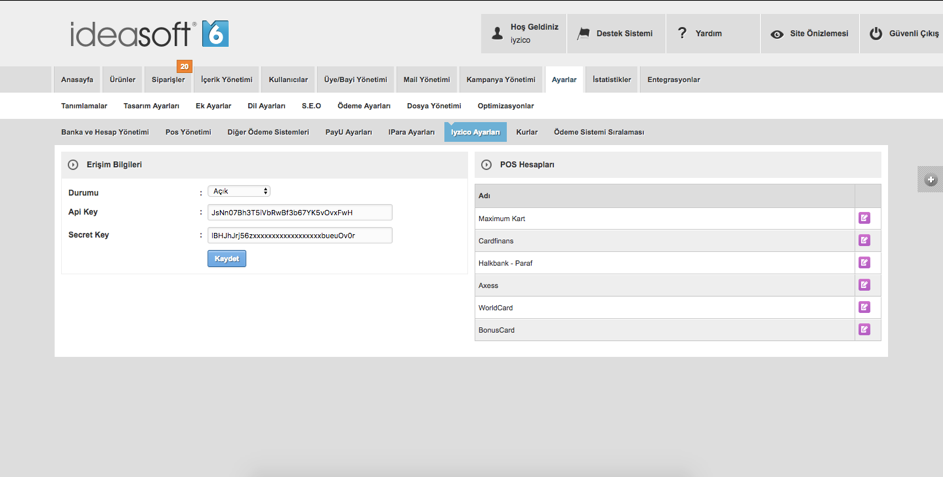 ideasoft® 6
Hoş Geldiniz
iyzico
Destek Sistemi
? Yardım
Site Önizlemesi
Güvenli Çıkış
20
Anasayfa Ürünler Siparişler İçerik Yönetimi Kullanıcılar Üye/Bayi Yönetimi Mail Yönetimi Kampanya Yönetimi Ayarlar İstatistikler Entegrasyonlar
Tanımlamalar Tasarım Ayarları Ek Ayarlar Dil Ayarları S.E.O Ödeme Ayarları Dosya Yönetimi Optimizasyonlar
Banka ve Hesap Yönetimi Pos Yönetimi Diğer Ödeme Sistemleri PayU Ayarları IPara Ayarları Iyzico Ayarları Kurlar Ödeme Sistemi Sıralaması
Erişim Bilgileri
Durumu : Açık
Api Key :
Secret Key :
Kaydet
POS Hesapları
Adı
Maximum Kart
Cardfinans
Halkbank - Paraf
Axess
WorldCard
BonusCard